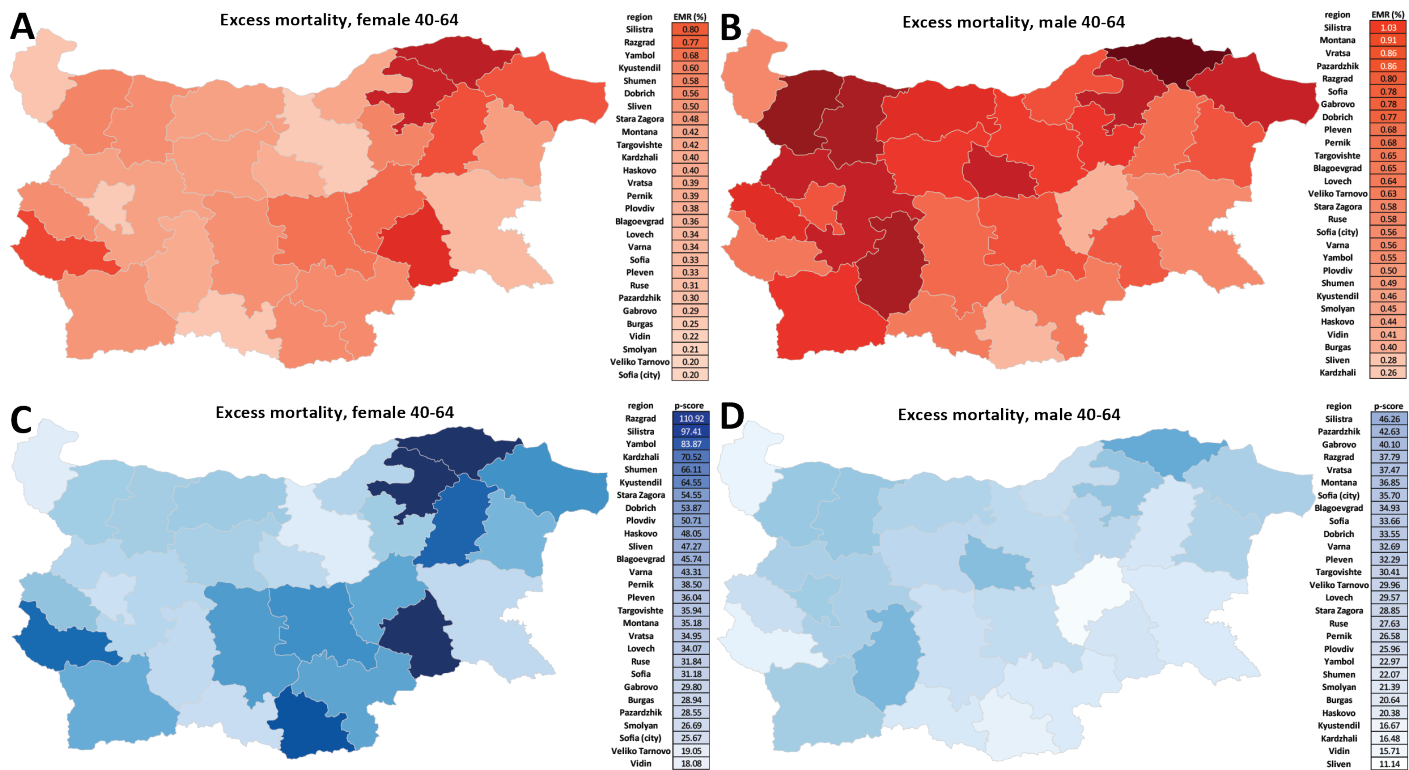 A
Excess mortality, female 40-64
region EMR (%)
Silistra 0.80
Razgrad 0.77
Yambol 0.68
Kyustendil 0.60
Shumen 0.58
Dobrich 0.56
Sliven 0.50
Stara Zagora 0.48
Montana 0.42
Targovishte 0.42
Kardzhali 0.40
Haskovo 0.40
Vratsa 0.39
Pernik 0.39
Plovdiv 0.38
Blagoevgrad 0.36
Lovech 0.34
Varna 0.34
Sofia 0.33
Pleven 0.33
Ruse 0.31
Pazardzhik 0.30
Gabrovo 0.29
Burgas 0.25
Vidin 0.22
Smolyan 0.21
Veliko Tarnovo 0.20
Sofia (city) 0.20
B
Excess mortality, male 40-64
region EMR (%)
Silistra 1.03
Montana 0.91
Vratsa 0.86
Pazardzhik 0.86
Razgrad 0.80
Sofia 0.78
Gabrovo 0.78
Dobrich 0.77
Pleven 0.68
Pernik 0.68
Targovishte 0.65
Blagoevgrad 0.65
Lovech 0.64
Veliko Tarnovo 0.63
Stara Zagora 0.58
Ruse 0.58
Sofia (city) 0.56
Varna 0.56
Yambol 0.55
Plovdiv 0.50
Shumen 0.49
Kyustendil 0.46
Smolyan 0.45
Haskovo 0.44
Vidin 0.41
Burgas 0.40
Sliven 0.28
Kardzhali 0.26
C
Excess mortality, female 40-64
region p-score
Razgrad 110.92
Silistra 97.41
Yambol 83.87
Kardzhali 70.52
Shumen 66.11
Kyustendil 64.55
Stara Zagora 54.55
Dobrich 53.87
Plovdiv 50.71
Haskovo 48.05
Sliven 47.27
Blagoevgrad 45.74
Varna 43.31
Pernik 38.50
Pleven 36.04
Targovishte 35.94
Montana 35.18
Vratsa 34.95
Lovech 34.07
Ruse 31.84
Sofia 31.18
Gabrovo 29.80
Burgas 28.94
Pazardzhik 28.55
Smolyan 26.69
Sofia (city) 25.67
Veliko Tarnovo 19.05
Vidin 18.08
D
Excess mortality, male 40-64
region p-score
Silistra 46.26
Pazardzhik 42.63
Gabrovo 40.10
Razgrad 37.79
Vratsa 37.47
Montana 36.85
Sofia (city) 35.70
Blagoevgrad 34.93
Sofia 33.66
Dobrich 33.55
Varna 32.69
Pleven 32.29
Targovishte 30.41
Veliko Tarnovo 29.96
Lovech 29.57
Stara Zagora 28.85
Ruse 27.63
Pernik 26.58
Plovdiv 25.96
Yambol 22.97
Shumen 22.07
Smolyan 21.39
Burgas 20.64
Haskovo 20.38
Kyustendil 16.67
Kardzhali 16.48
Vidin 15.71
Sliven 11.14